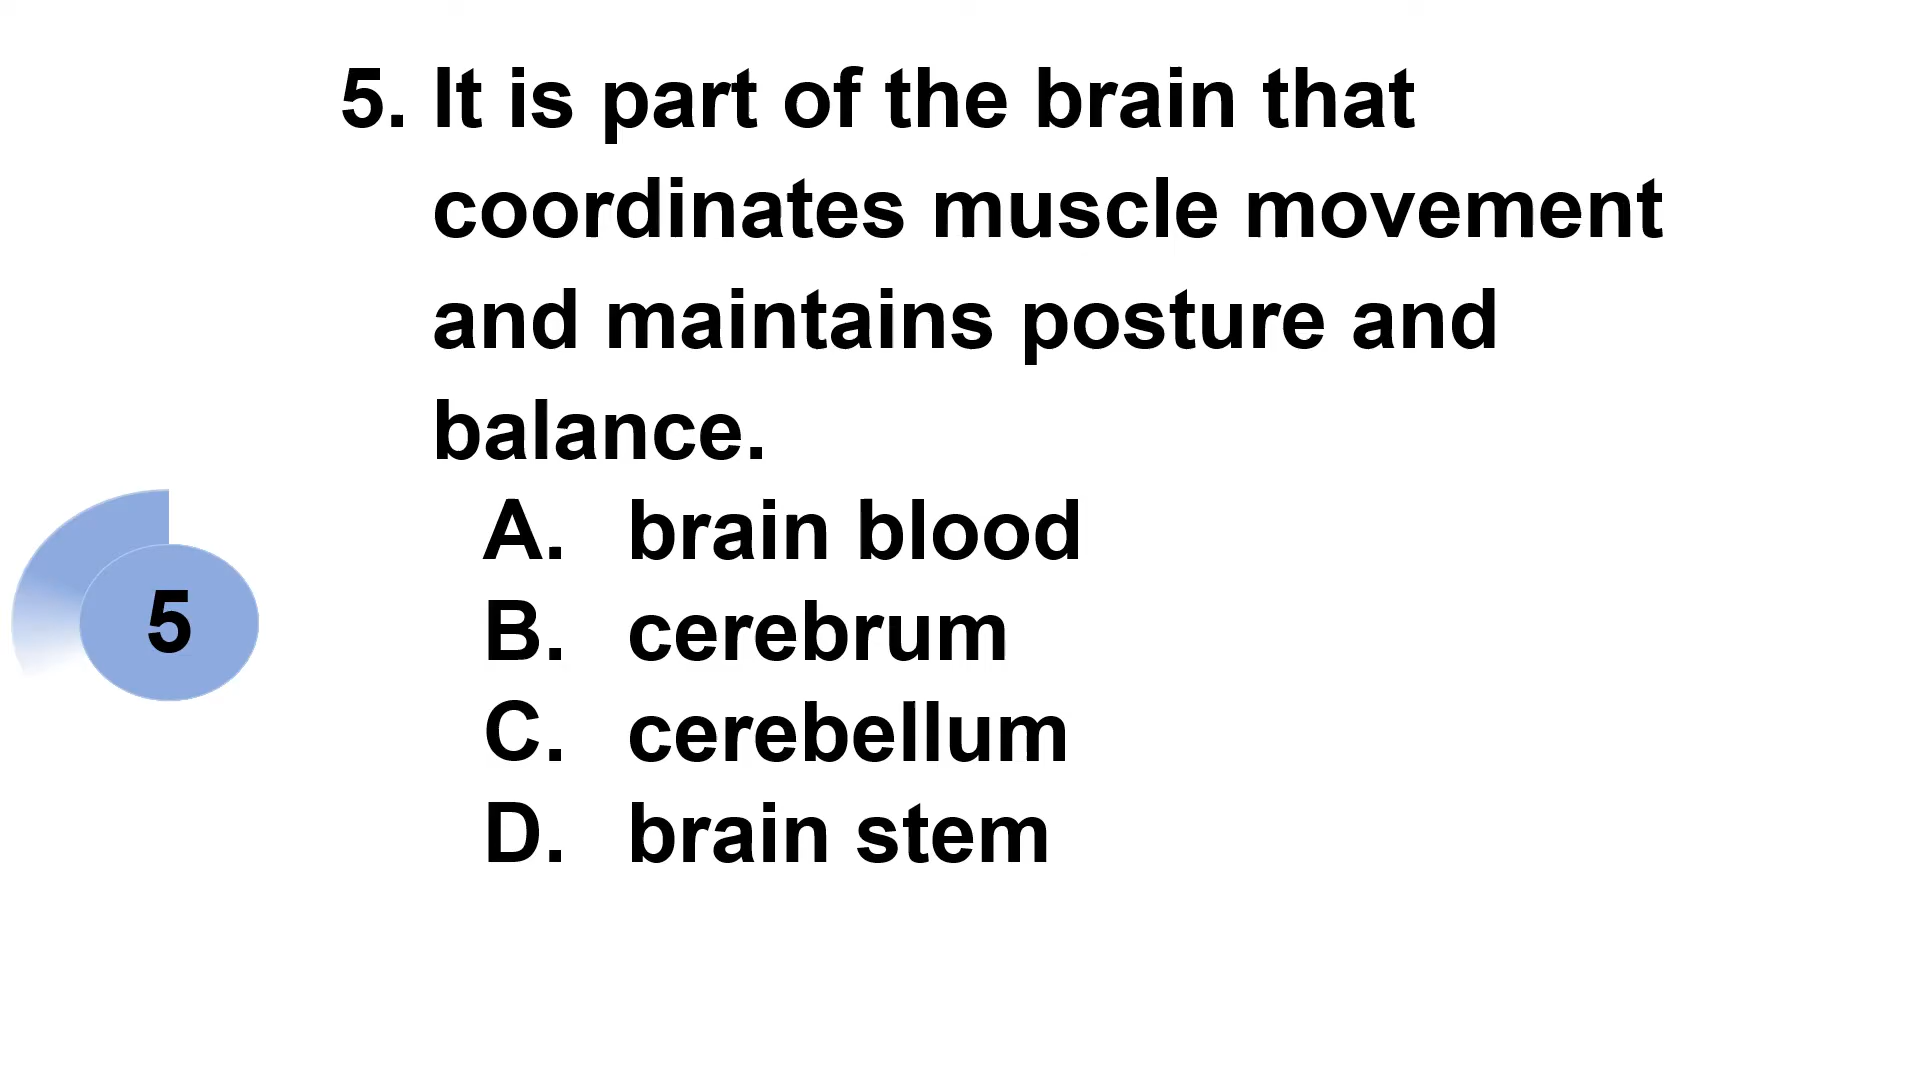 5. It is part of the brain that
coordinates muscle movement
and maintains posture and
balance.
A. brain blood
B. cerebrum
C. cerebellum
D. brain stem
5